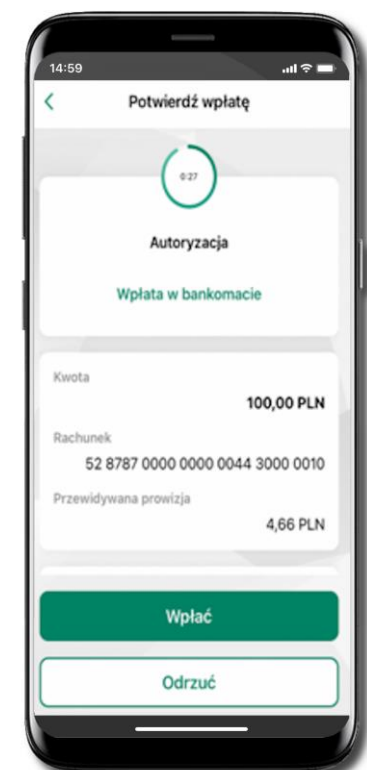 14:59
Potwierdź wpłatę
0:27
Autoryzacja
Wpłata w bankomacie
Kwota
100,00 PLN
Rachunek
52 8787 0000 0000 0044 3000 0010
Przewidywana prowizja
4,66 PLN
Wpłać
Odrzuć